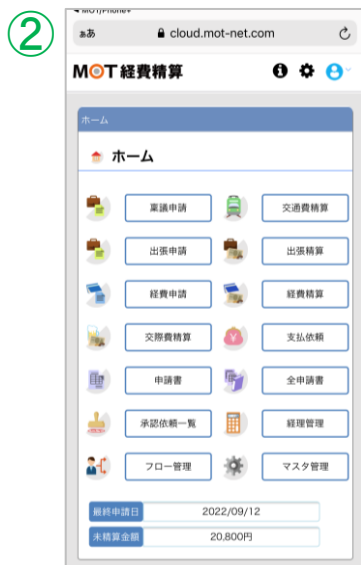 ②
MOT/Phone+
ぁあ cloud.mot-net.com
MOT経費精算
ホーム
ホーム
稟議申請 交通費精算
出張申請 出張精算
経費申請 経費精算
交際費精算 支払依頼
申請書 全申請書
承認依頼一覧 経理管理
フロー管理 マスタ管理
最終申請日 2022/09/12
未精算金額 20,800円